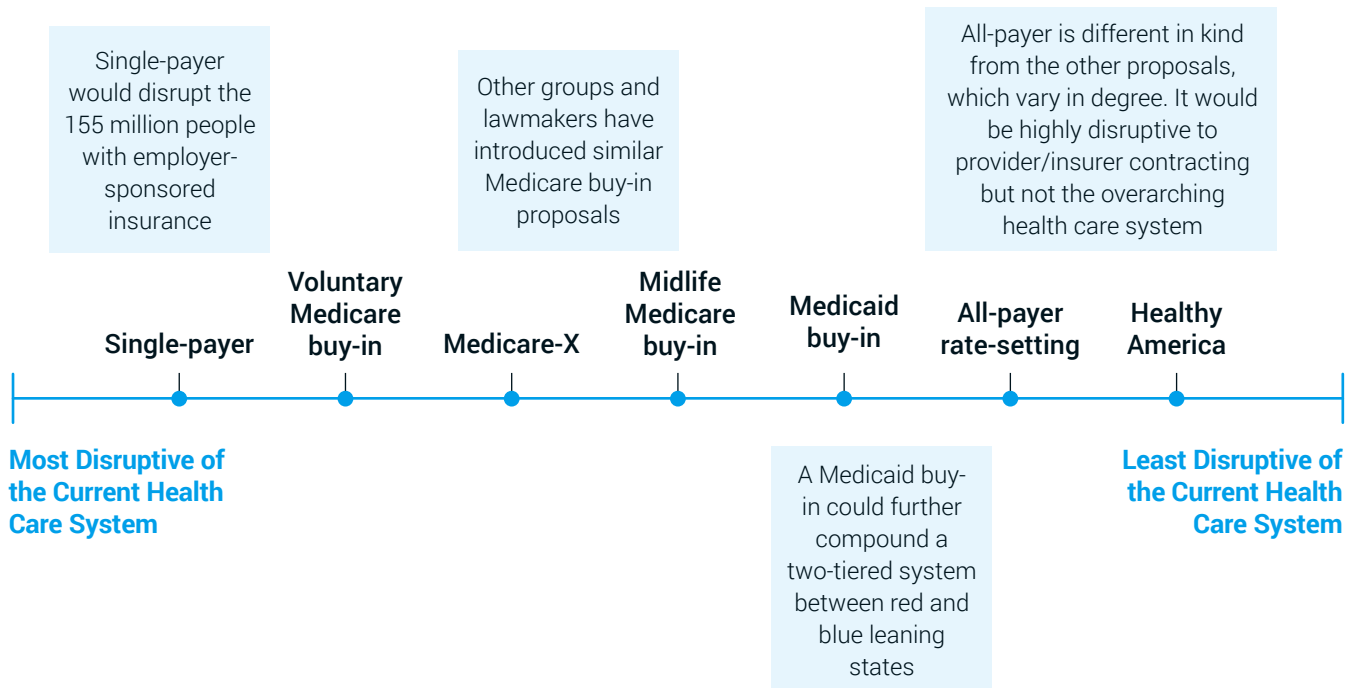 Single-payer
would disrupt the
155 million people
with employer-
sponsored
insurance
Other groups and
lawmakers have
introduced similar
Medicare buy-in
proposals
All-payer is different in kind
from the other proposals,
which vary in degree. It would
be highly disruptive to
provider/insurer contracting
but not the overarching
health care system
Single-payer
Voluntary
Medicare
buy-in
Medicare-X
Midlife
Medicare
buy-in
Medicaid
buy-in
All-payer
rate-setting
Healthy
America
Most Disruptive of
the Current Health
Care System
A Medicaid buy-
in could further
compound a
two-tiered system
between red and
blue leaning
states
Least Disruptive of
the Current Health
Care System